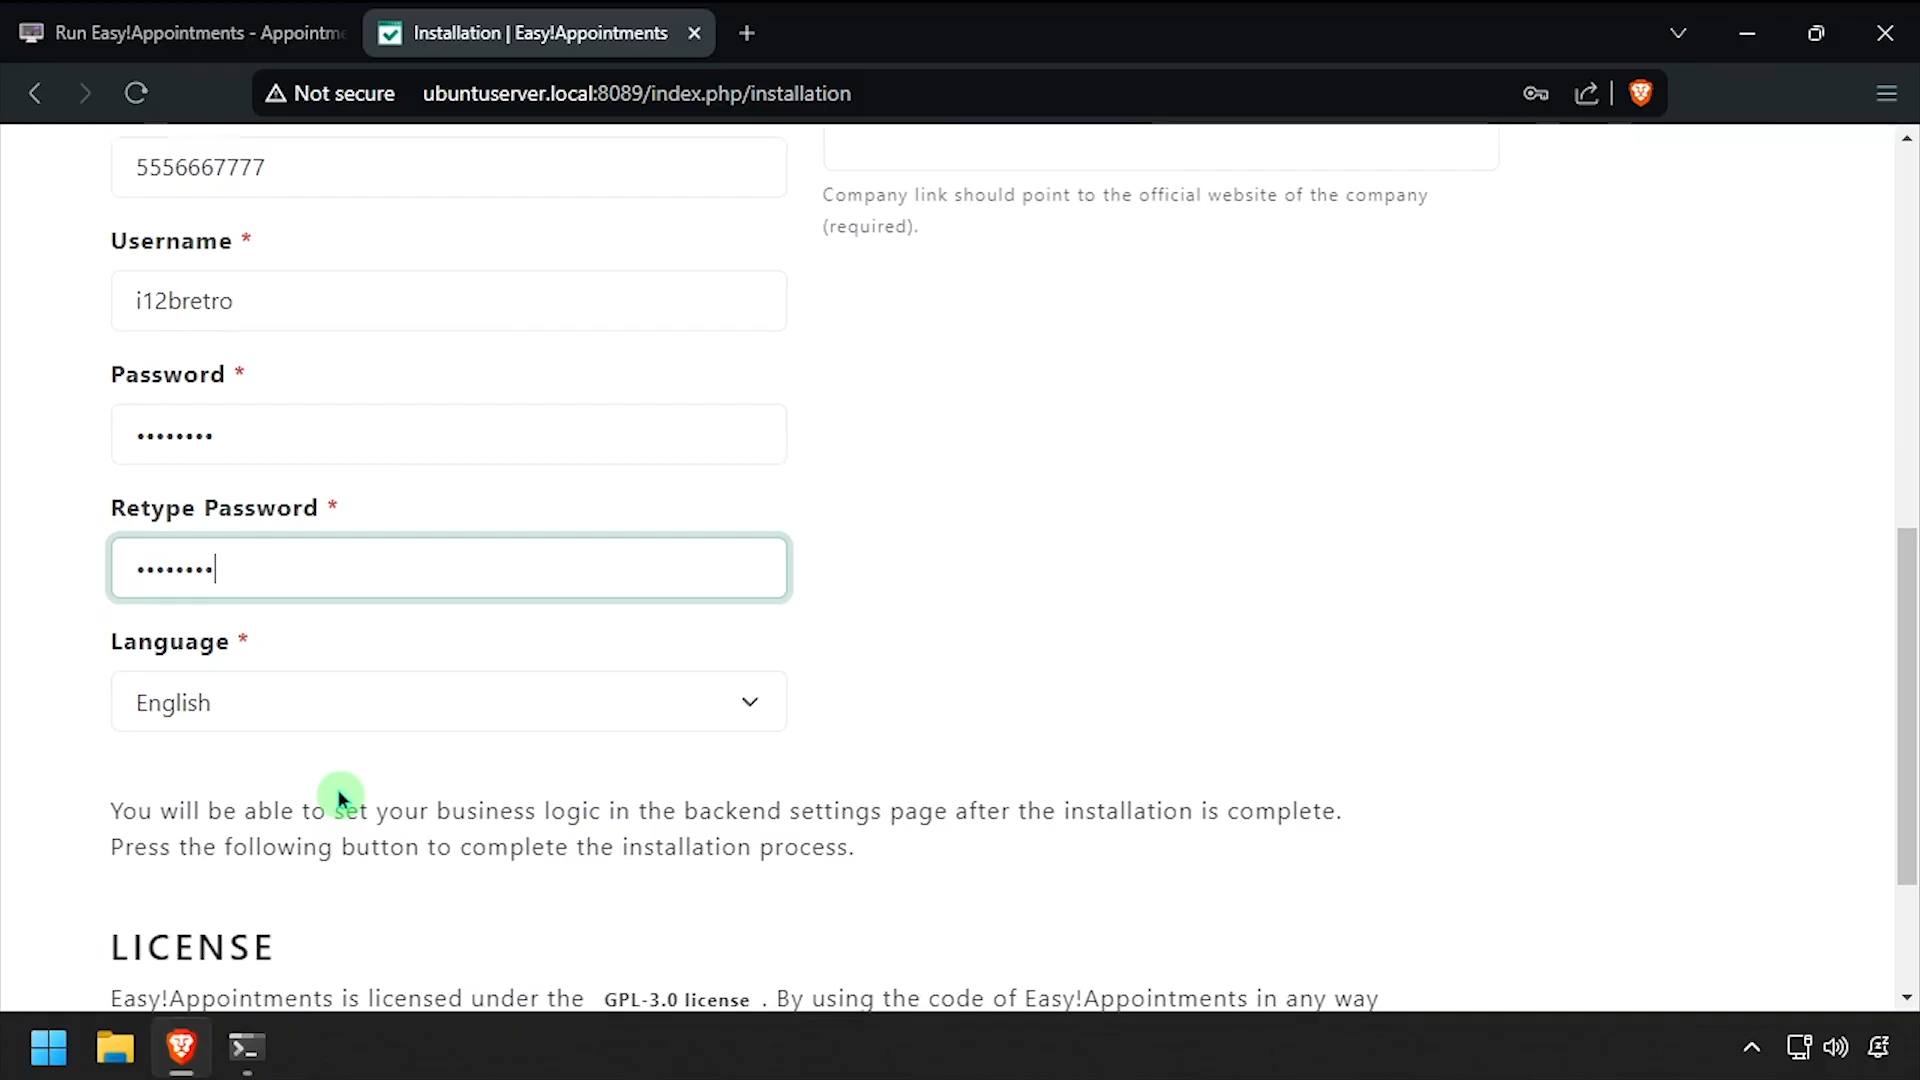 Run Easy!Appointments - Appointme
Installation | Easy!Appointments
Not secure
ubuntuserver.local:8089/index.php/installation
5556667777
Company link should point to the official website of the company
(required).
Username *
i12bretro
Password *
••••••••
Retype Password *
••••••••
Language *
English
You will be able to set your business logic in the backend settings page after the installation is complete.
Press the following button to complete the installation process.
LICENSE
Easy!Appointments is licensed under the GPL-3.0 license . By using the code of Easy!Appointments in any way